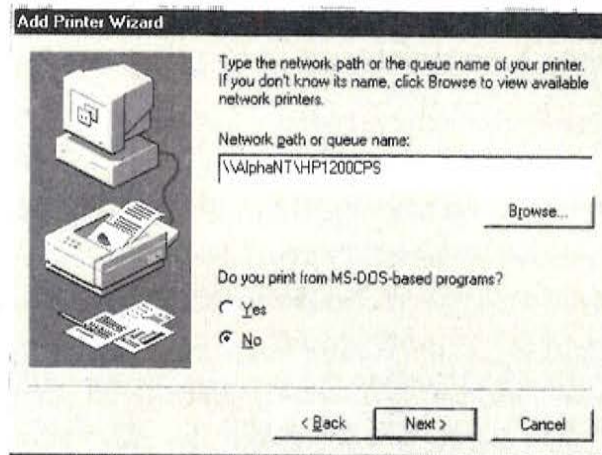 Add Printer Wizard
Type the network path or the queue name of your printer.
If you don't know its name, click Browse to view available
network printers.
Network path or queue name:
\\AlphaNT\HP1200CPS
Browse...
Do you print from MS-DOS-based programs?
Yes
No
< Back
Next >
Cancel